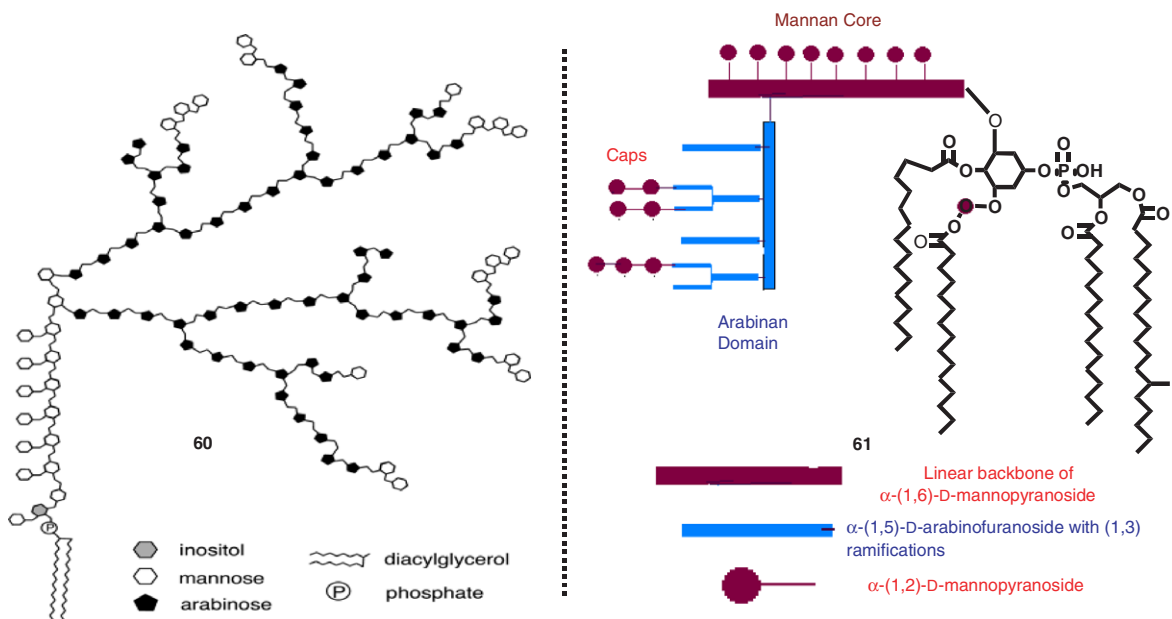 60
inositol
mannose
arabinose
diacylglycerol
P phosphate
P
Mannan Core
Caps
Arabinan
Domain
O
O
O
O
P
OH
O
O
O
O
O
O
O
O
O
O
61
Linear backbone of
α-(1,6)-D-mannopyranoside
α-(1,5)-D-arabinofuranoside with (1,3)
ramifications
α-(1,2)-D-mannopyranoside